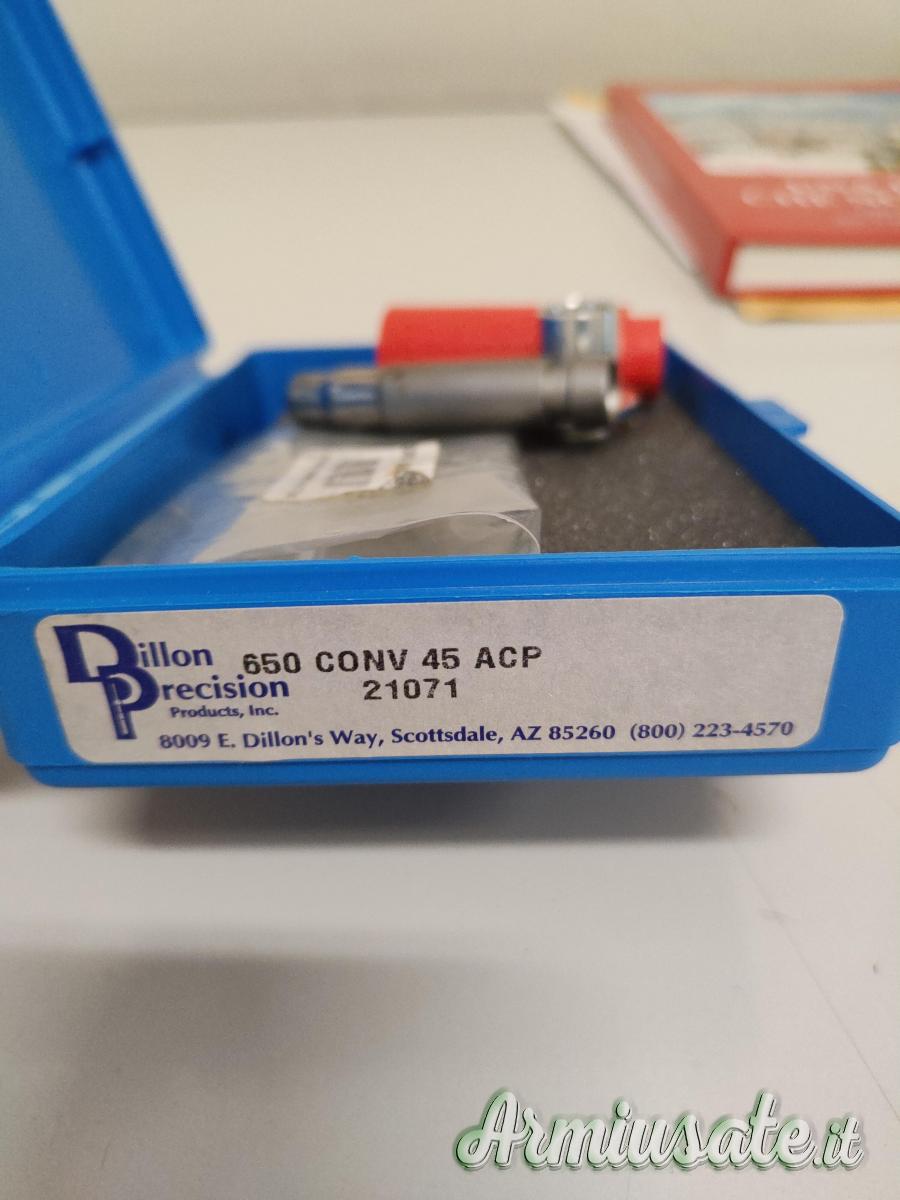 Dillon
Precision
Products, Inc.
650 CONV 45 ACP
21071
8009 E. Dillon's Way, Scottsdale, AZ 85260 (800) 223-4570
Armiusate.it